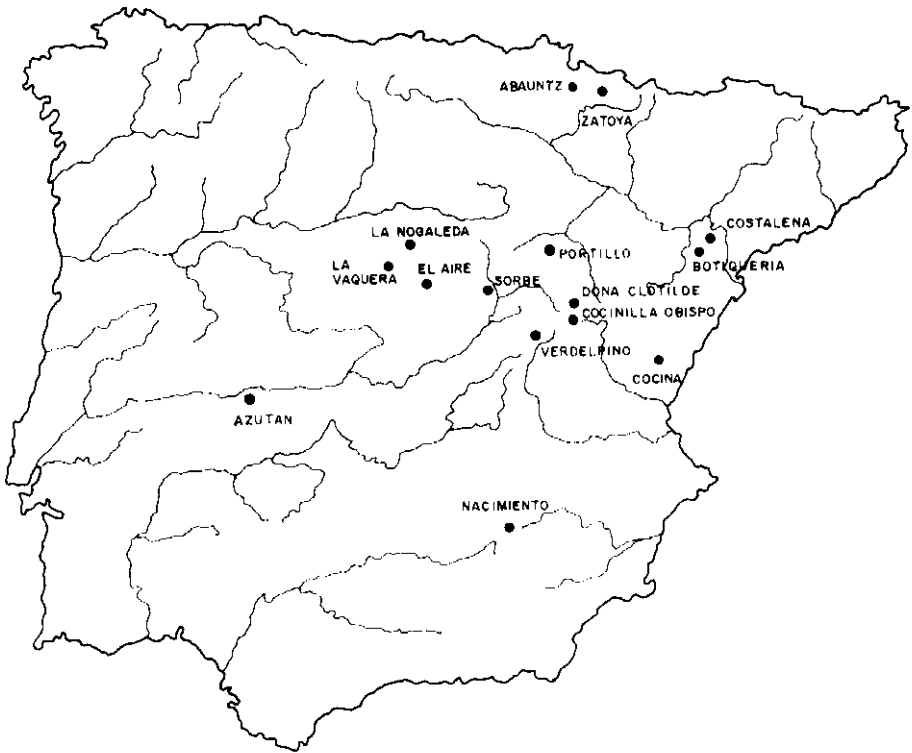 ABAUNTZ
ZATOYA
COSTALENA
LA NOGALEDA
PORTILLO
BOTIQUERIA
LA
VAQUERA
EL AIRE
SORBE
DONA CLOTILDE
COCINILLA OBISPO
VERDELPINO
COCINA
AZUTAN
NACIMIENTO